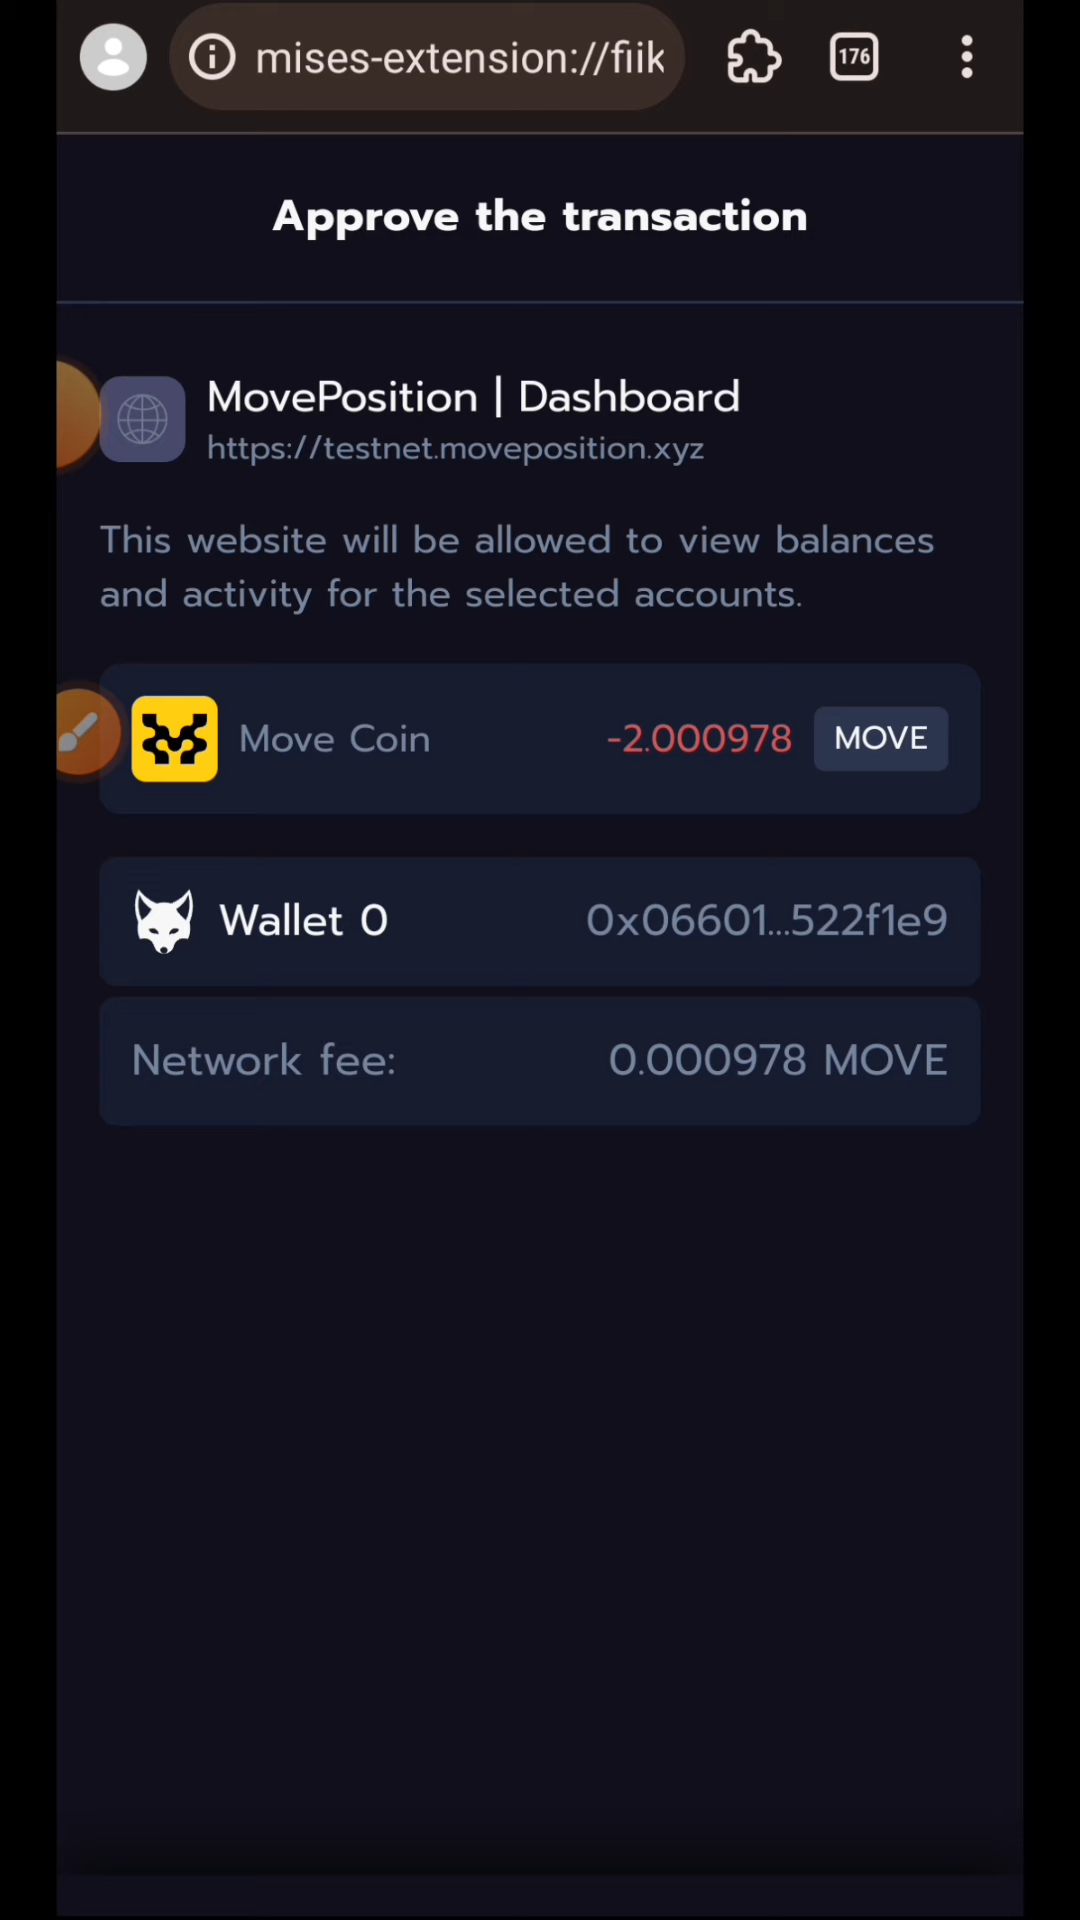 mises-extension://fiik
176
Approve the transaction
MovePosition | Dashboard
https://testnet.moveposition.xyz
This website will be allowed to view balances
and activity for the selected accounts.
Move Coin -2.000978 MOVE
Wallet 0 0x06601...522f1e9
Network fee: 0.000978 MOVE